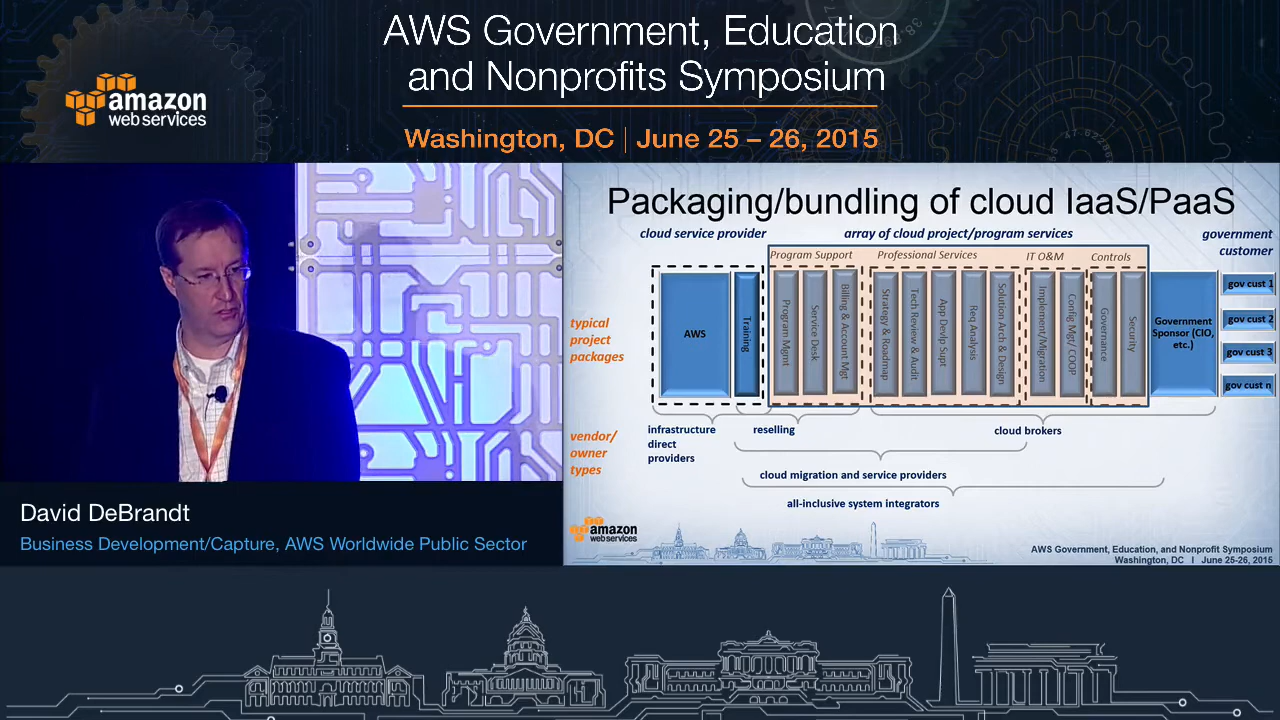 AWS Government, Education
and Nonprofits Symposium
amazon
web services
Washington, DC | June 25 – 26, 2015
Packaging/bundling of cloud IaaS/PaaS
cloud service provider
array of cloud project/program services
government
customer
Program Support
Professional Services
IT O&M
Controls
typical
project
packages
AWS
Training
Program Mgmt
Service Desk
Billing & Account Mgt
Strategy & Roadmap
Tech Review & Audit
App Devlp Supt
Req Analysis
Solution Arch & Design
Implement/Migration
Config Mgt/ COOP
Governance
Security
Government
Sponsor (CIO,
etc.)
gov cust 1
gov cust 2
gov cust 3
gov cust n
vendor/
owner
types
infrastructure
direct
providers
reselling
cloud brokers
cloud migration and service providers
all-inclusive system integrators
amazon
web services
AWS Government, Education, and Nonprofit Symposium
Washington, DC | June 25-26, 2015
David DeBrandt
Business Development/Capture, AWS Worldwide Public Sector